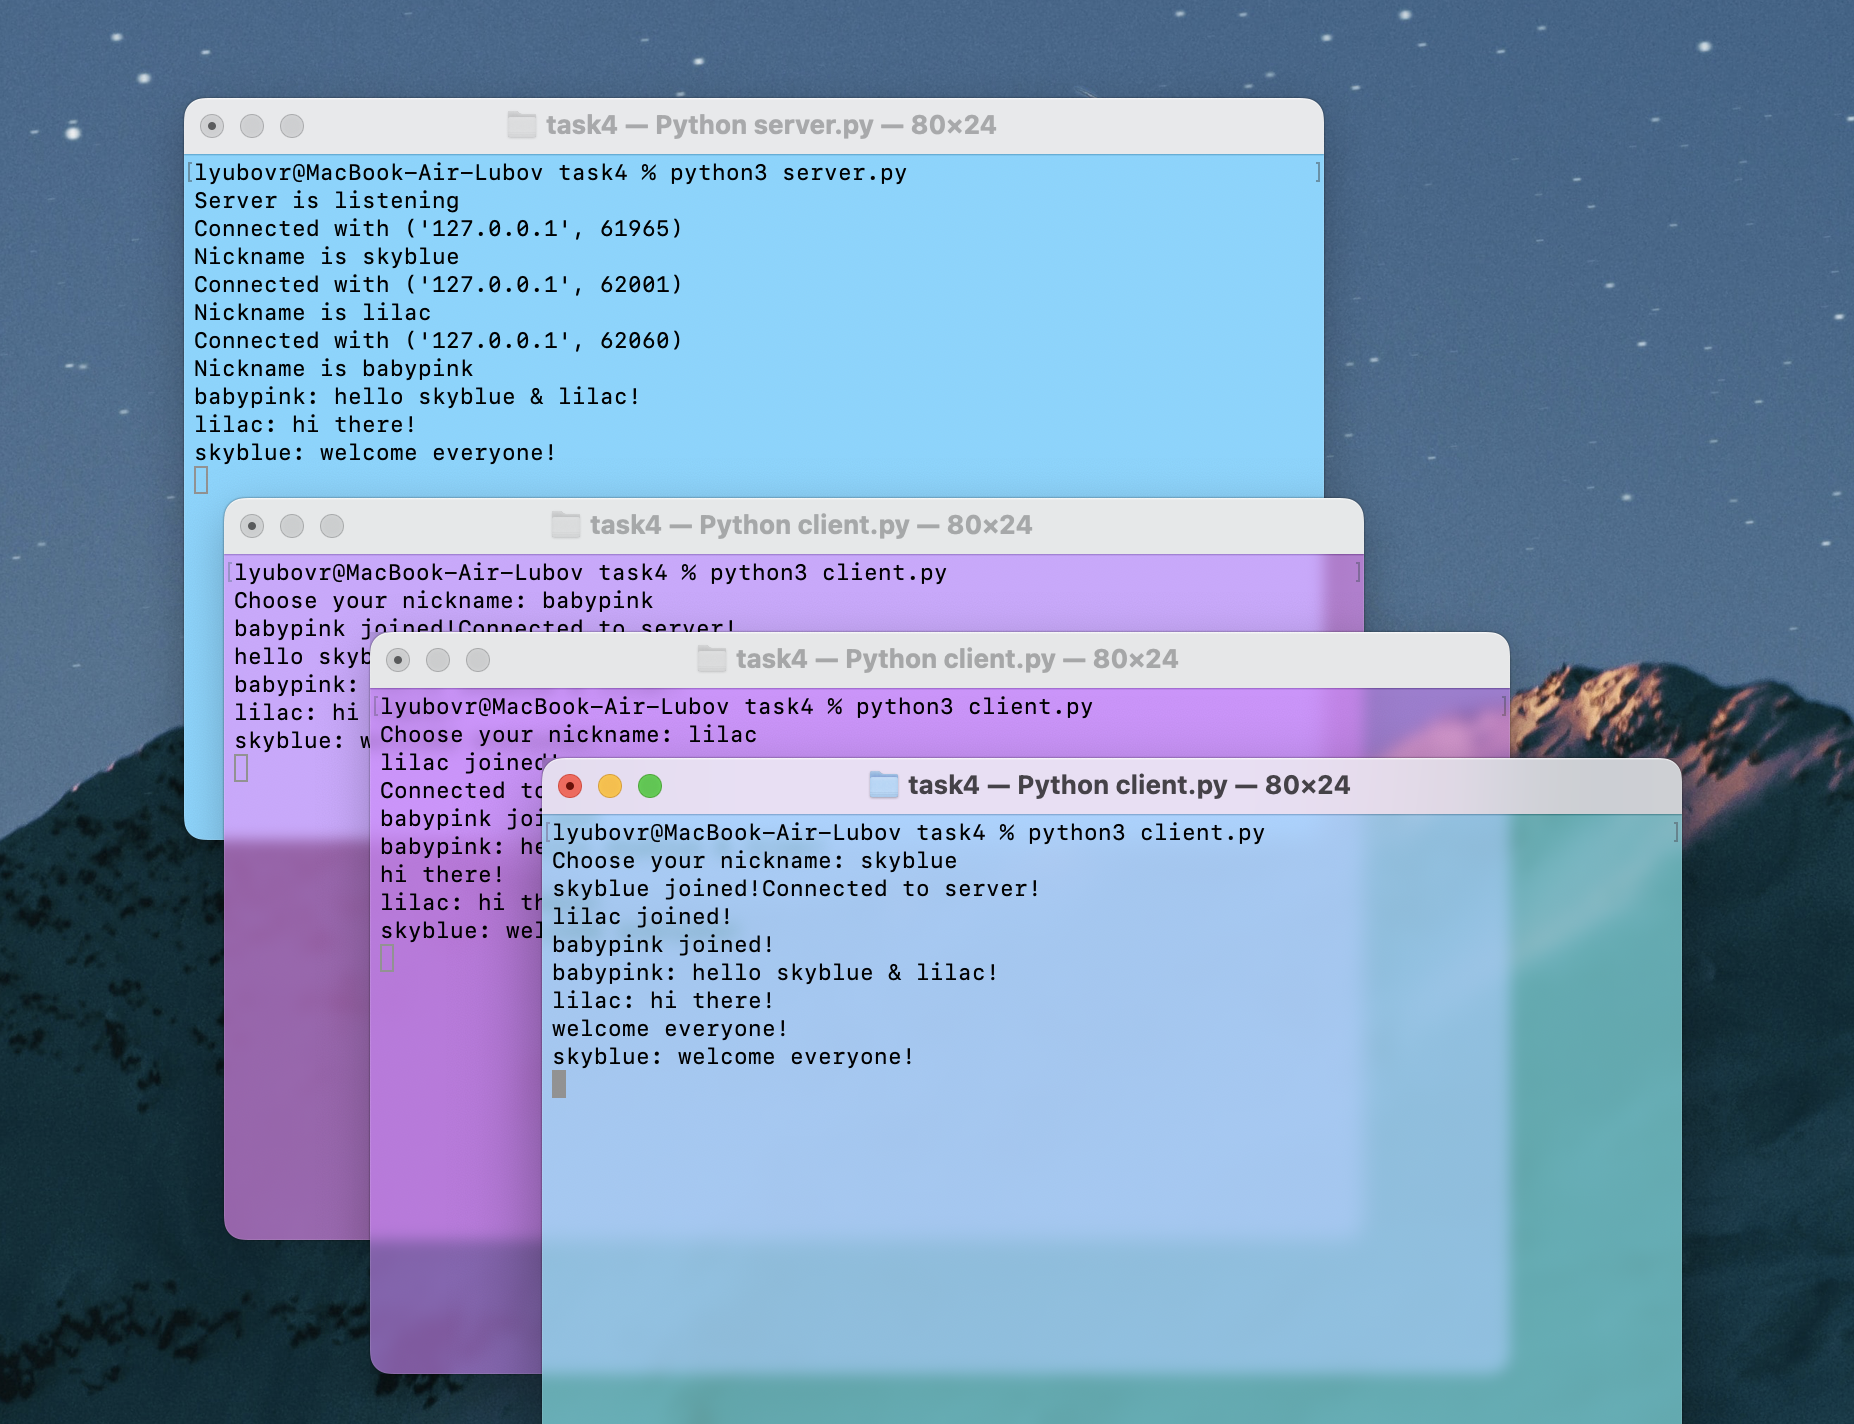 task4 — Python server.py — 80×24
lyubovr@MacBook-Air-Lubov task4 % python3 server.py
Server is listening
Connected with ('127.0.0.1', 61965)
Nickname is skyblue
Connected with ('127.0.0.1', 62001)
Nickname is lilac
Connected with ('127.0.0.1', 62060)
Nickname is babypink
babypink: hello skyblue & lilac!
lilac: hi there!
skyblue: welcome everyone!
task4 — Python client.py — 80×24
lyubovr@MacBook-Air-Lubov task4 % python3 client.py
Choose your nickname: babypink
babypink joined!Connected to server!
hello
babypink:
lilac: hi
skyblue:
task4 — Python client.py — 80×24
lyubovr@MacBook-Air-Lubov task4 % python3 client.py
Choose your nickname: lilac
lilac joined!
Connected
babypink
babypink:
hi there!
lilac: hi
skyblue:
task4 — Python client.py — 80×24
lyubovr@MacBook-Air-Lubov task4 % python3 client.py
Choose your nickname: skyblue
skyblue joined!Connected to server!
lilac joined!
babypink joined!
babypink: hello skyblue & lilac!
lilac: hi there!
welcome everyone!
skyblue: welcome everyone!